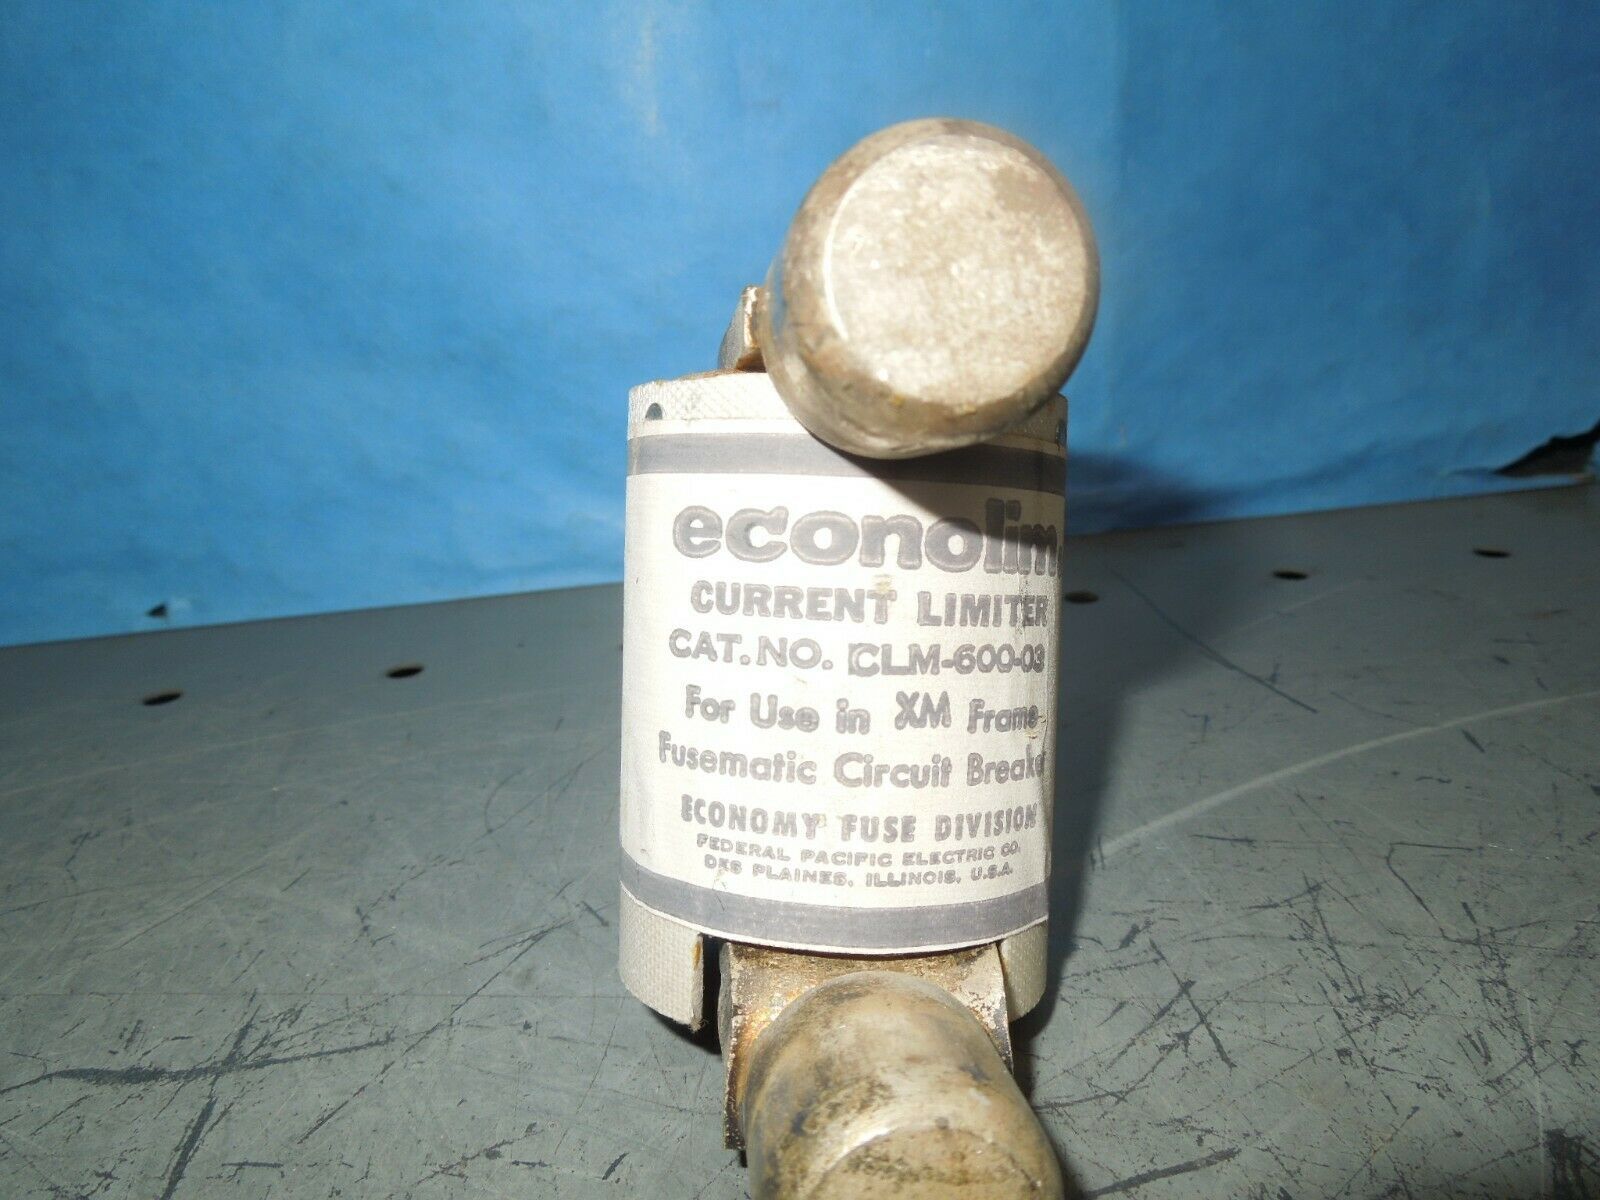 econolim
CURRENT LIMITER
CAT. NO. CLM-600-03
For Use in XM Frame
Fusematic Circuit Breake
ECONOMY FUSE DIVISION
FEDERAL PACIFIC ELECTRIC CO.
DES PLAINES, ILLINOIS, U.S.A.